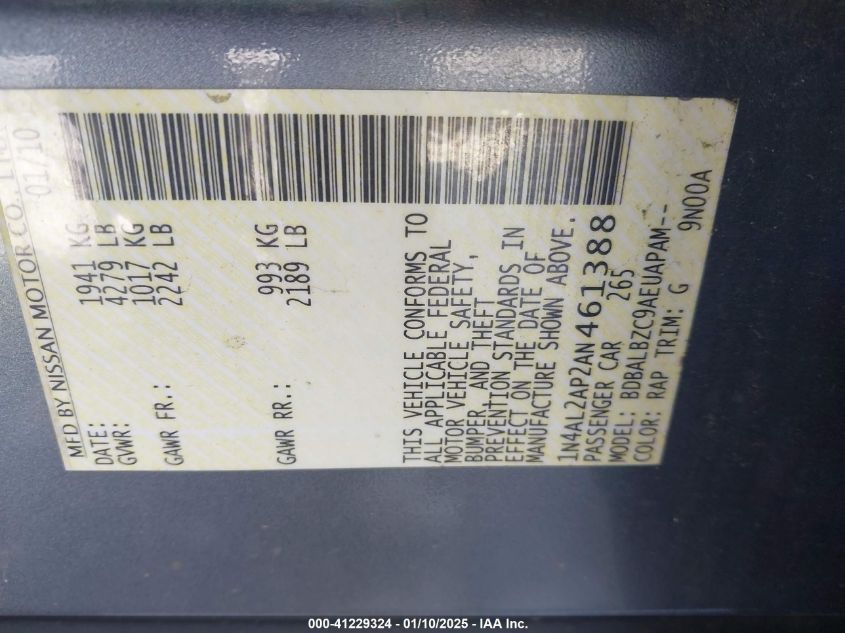 MFD BY NISSAN MOTOR CO., LTD.
DATE: 01/10
GVWR: 1941 KG
4279 LB
GAWR FR.: 1017 KG
2242 LB
GAWR RR.: 993 KG
2189 LB
THIS VEHICLE CONFORMS TO
ALL APPLICABLE FEDERAL
MOTOR VEHICLE SAFETY,
BUMPER, AND THEFT
PREVENTION STANDARDS IN
EFFECT ON THE DATE OF
MANUFACTURE SHOWN ABOVE.
1N4AL2AP2AN461388
PASSENGER CAR 265
MODEL: BDBALBZC9AEUAPAM--
COLOR: RAP TRIM: G 9N00A
000-41229324 — 01/10/2025 — IAA Inc.